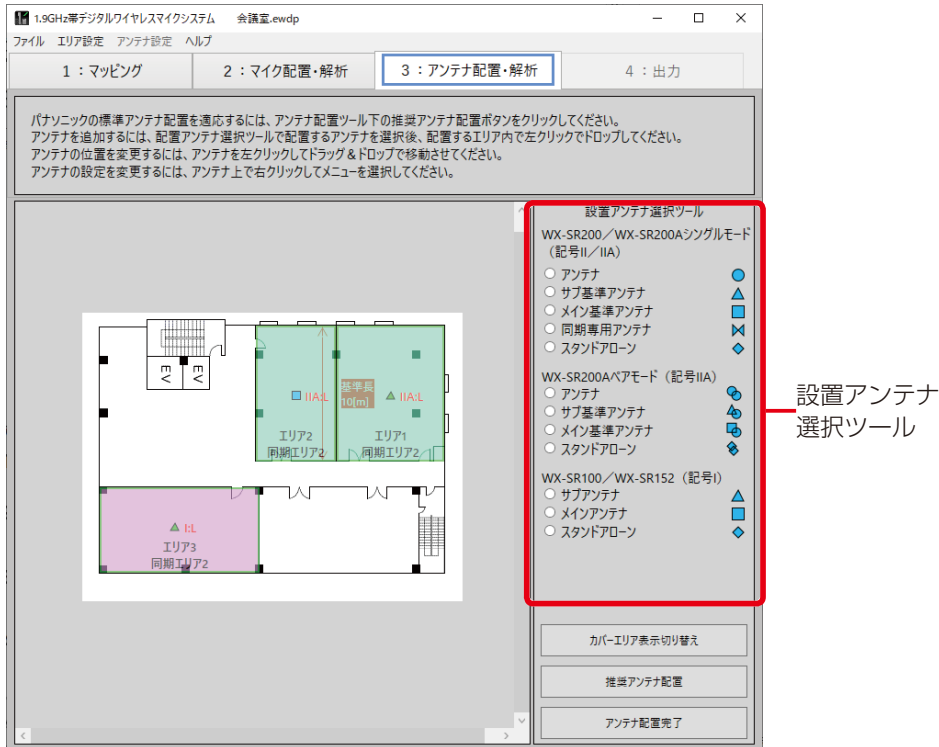 1.9GHz帯デジタルワイヤレスマイクシステム 会議室.ewdp
ファイル エリア設定 アンテナ設定 ヘルプ
1：マッピング 2：マイク配置・解析 3：アンテナ配置・解析 4：出力
パナソニックの標準アンテナ配置を適応するには、アンテナ配置ツール下の推奨アンテナ配置ボタンをクリックしてください。
アンテナを追加するには、配置アンテナ選択ツールで配置するアンテナを選択後、配置するエリア内で左クリックでドロップしてください。
アンテナの位置を変更するには、アンテナを左クリックしてドラッグ＆ドロップで移動させてください。
アンテナの設定を変更するには、アンテナ上で右クリックしてメニューを選択してください。
EV
EV
IIA:L
基準長
10[m]
IIA:L
エリア2
同期エリア2
エリア1
同期エリア2
I:L
エリア3
同期エリア2
設置アンテナ選択ツール
WX-SR200／WX-SR200Aシングルモード
（記号II／IIA）
アンテナ
サブ基準アンテナ
メイン基準アンテナ
同期専用アンテナ
スタンドアローン
WX-SR200Aペアモード（記号IIA）
アンテナ
サブ基準アンテナ
メイン基準アンテナ
スタンドアローン
WX-SR100／WX-SR152（記号I）
サブアンテナ
メインアンテナ
スタンドアローン
カバーエリア表示切り替え
推奨アンテナ配置
アンテナ配置完了
設置アンテナ
選択ツール